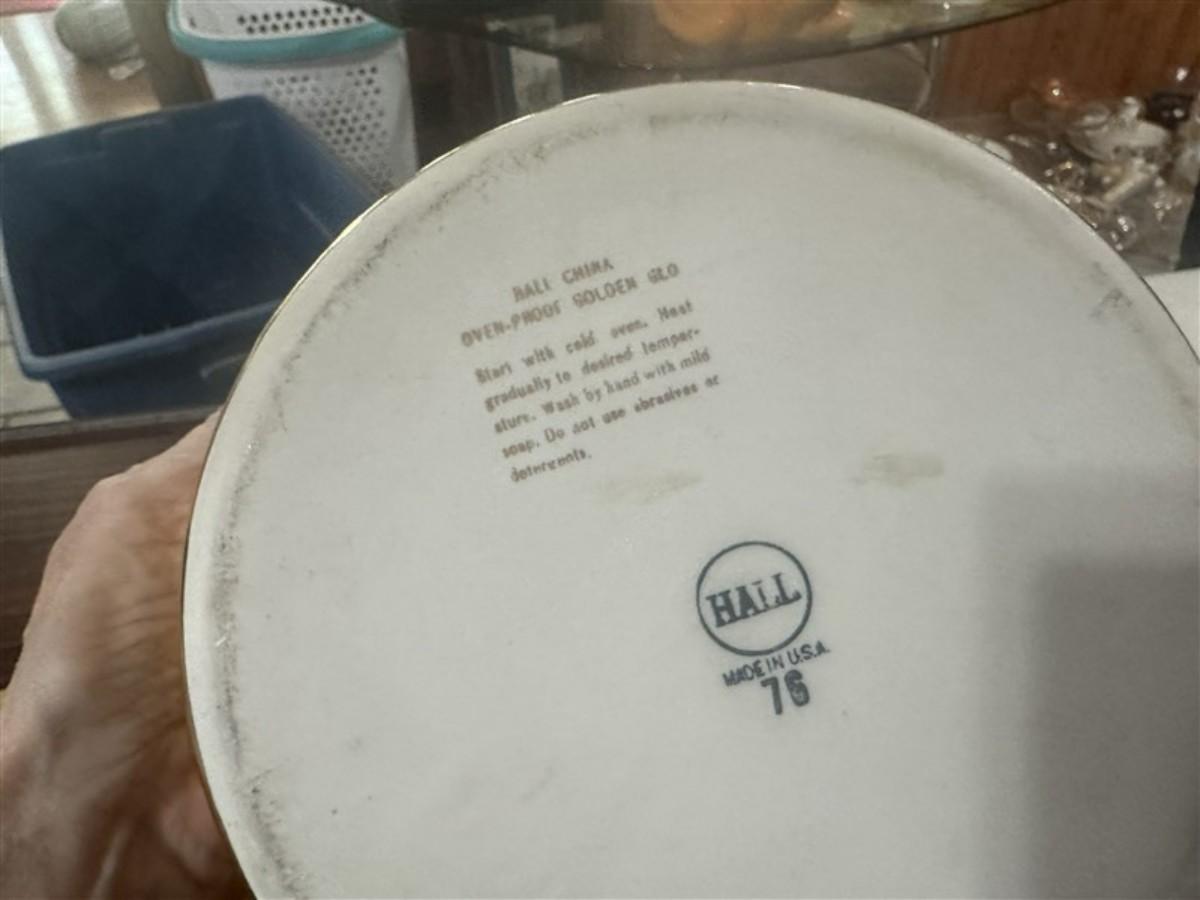 HALL CHINA
OVEN-PROOF GOLDEN GLO
Start with cold oven. Heat
gradually to desired temper-
ature. Wash by hand with mild
soap. Do not use abrasives or
detergents.
HALL
MADE IN U.S.A.
76